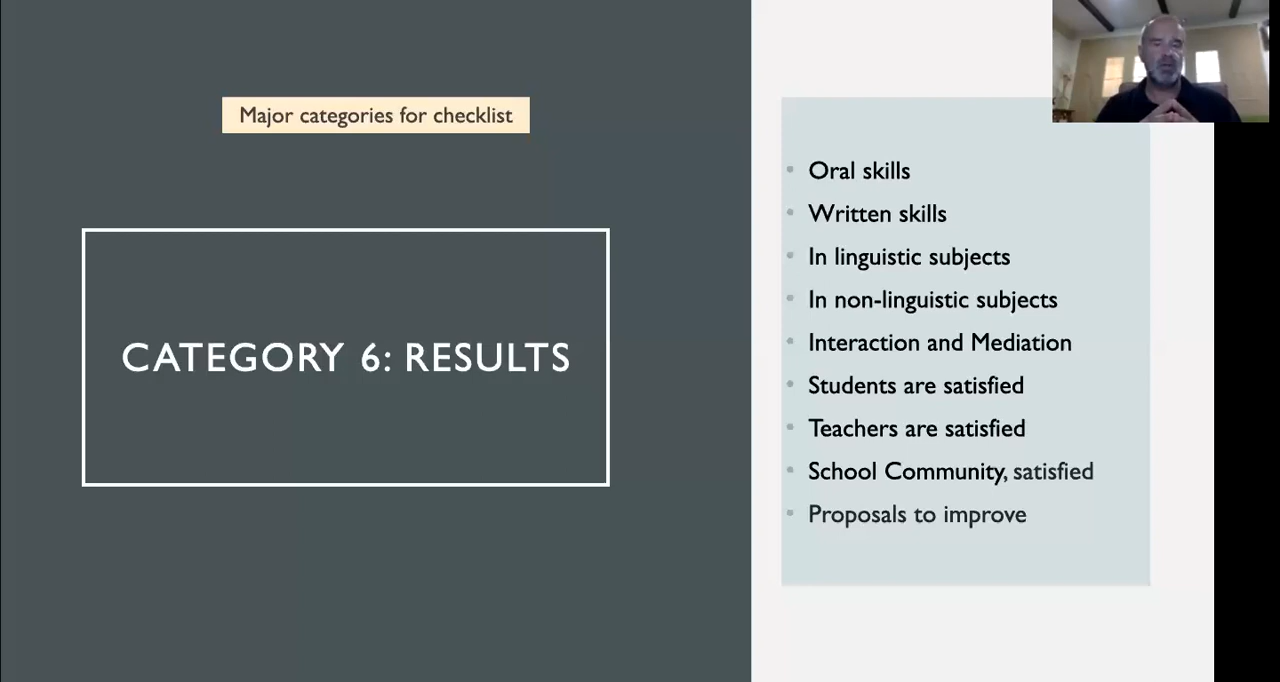 Major categories for checklist
CATEGORY 6: RESULTS
Oral skills
Written skills
In linguistic subjects
In non-linguistic subjects
Interaction and Mediation
Students are satisfied
Teachers are satisfied
School Community, satisfied
Proposals to improve